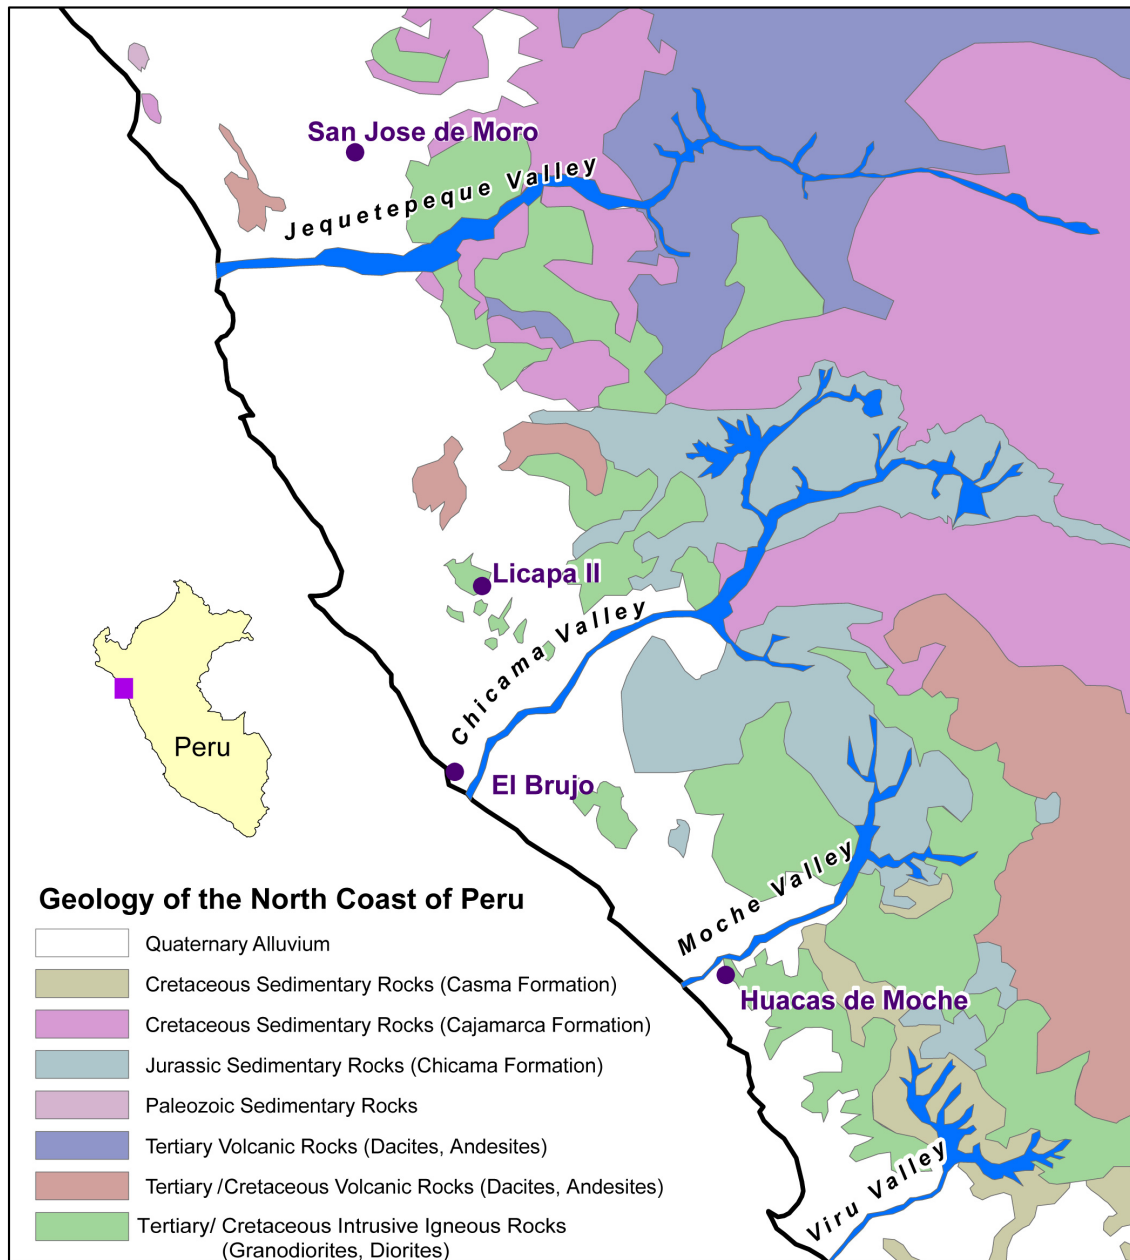 San Jose de Moro
Jequetepeque Valley
Licapa II
Chicama Valley
Peru
El Brujo
Moche Valley
Huacas de Moche
Viru Valley
Geology of the North Coast of Peru
Quaternary Alluvium
Cretaceous Sedimentary Rocks (Casma Formation)
Cretaceous Sedimentary Rocks (Cajamarca Formation)
Jurassic Sedimentary Rocks (Chicama Formation)
Paleozoic Sedimentary Rocks
Tertiary Volcanic Rocks (Dacites, Andesites)
Tertiary /Cretaceous Volcanic Rocks (Dacites, Andesites)
Tertiary/ Cretaceous Intrusive Igneous Rocks
(Granodiorites, Diorites)